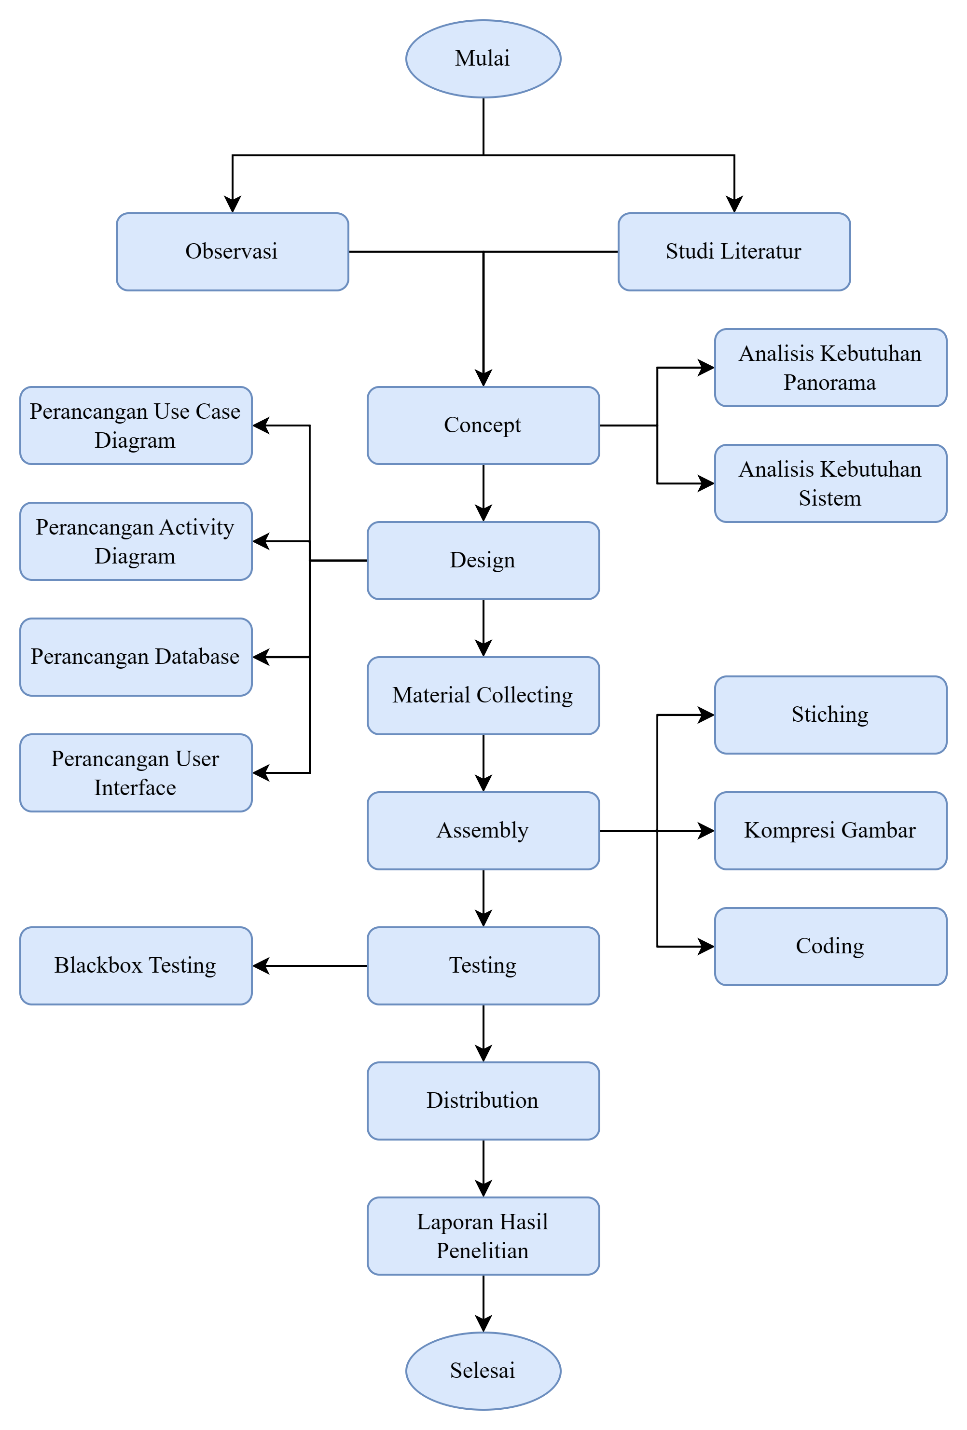 Mulai
Observasi
Studi Literatur
Analisis Kebutuhan
Panorama
Perancangan Use Case
Diagram
Concept
Analisis Kebutuhan
Sistem
Perancangan Activity
Diagram
Design
Perancangan Database
Material Collecting
Stiching
Perancangan User
Interface
Assembly
Kompresi Gambar
Blackbox Testing
Testing
Coding
Distribution
Laporan Hasil
Penelitian
Selesai